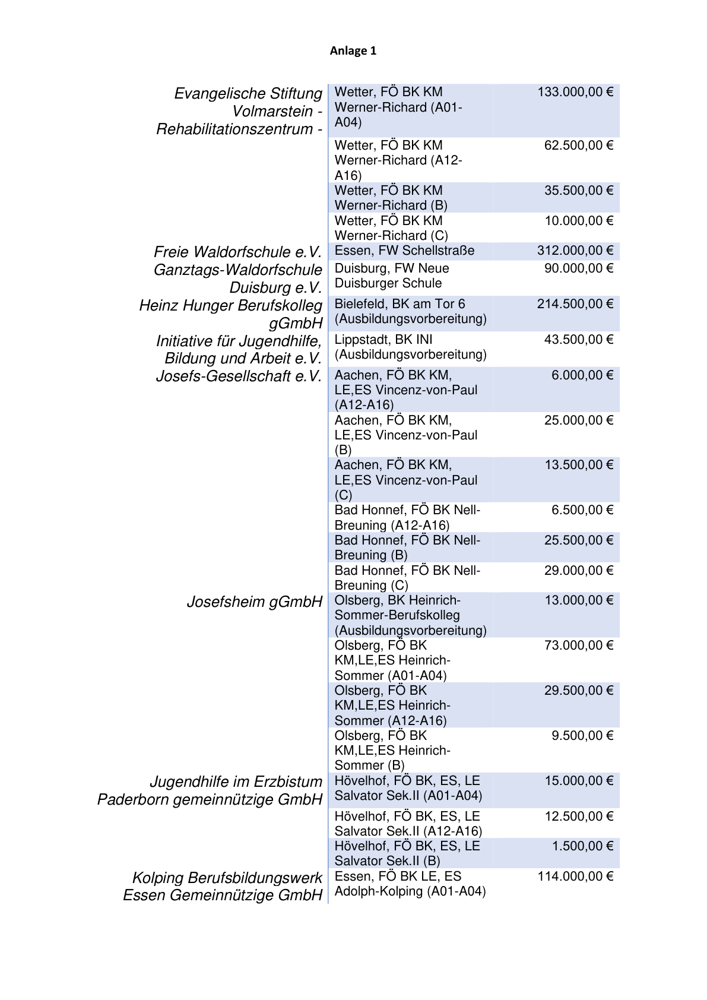 Anlage 1
Evangelische Stiftung
Volmarstein -
Rehabilitationszentrum -
Wetter, FÖ BK KM
Werner-Richard (A01-
A04)
133.000,00 €
Wetter, FÖ BK KM
Werner-Richard (A12-
A16)
62.500,00 €
Wetter, FÖ BK KM
Werner-Richard (B)
35.500,00 €
Wetter, FÖ BK KM
Werner-Richard (C)
10.000,00 €
Freie Waldorfschule e.V.
Essen, FW Schellstraße
312.000,00 €
Ganztags-Waldorfschule
Duisburg e.V.
Duisburg, FW Neue
Duisburger Schule
90.000,00 €
Heinz Hunger Berufskolleg
gGmbH
Bielefeld, BK am Tor 6
(Ausbildungsvorbereitung)
214.500,00 €
Initiative für Jugendhilfe,
Bildung und Arbeit e.V.
Lippstadt, BK INI
(Ausbildungsvorbereitung)
43.500,00 €
Josefs-Gesellschaft e.V.
Aachen, FÖ BK KM,
LE,ES Vincenz-von-Paul
(A12-A16)
6.000,00 €
Aachen, FÖ BK KM,
LE,ES Vincenz-von-Paul
(B)
25.000,00 €
Aachen, FÖ BK KM,
LE,ES Vincenz-von-Paul
(C)
13.500,00 €
Bad Honnef, FÖ BK Nell-
Breuning (A12-A16)
6.500,00 €
Bad Honnef, FÖ BK Nell-
Breuning (B)
25.500,00 €
Bad Honnef, FÖ BK Nell-
Breuning (C)
29.000,00 €
Josefsheim gGmbH
Olsberg, BK Heinrich-
Sommer-Berufskolleg
(Ausbildungsvorbereitung)
13.000,00 €
Olsberg, FÖ BK
KM,LE,ES Heinrich-
Sommer (A01-A04)
73.000,00 €
Olsberg, FÖ BK
KM,LE,ES Heinrich-
Sommer (A12-A16)
29.500,00 €
Olsberg, FÖ BK
KM,LE,ES Heinrich-
Sommer (B)
9.500,00 €
Jugendhilfe im Erzbistum
Paderborn gemeinnützige GmbH
Hövelhof, FÖ BK, ES, LE
Salvator Sek.II (A01-A04)
15.000,00 €
Hövelhof, FÖ BK, ES, LE
Salvator Sek.II (A12-A16)
12.500,00 €
Hövelhof, FÖ BK, ES, LE
Salvator Sek.II (B)
1.500,00 €
Kolping Berufsbildungswerk
Essen Gemeinnützige GmbH
Essen, FÖ BK LE, ES
Adolph-Kolping (A01-A04)
114.000,00 €